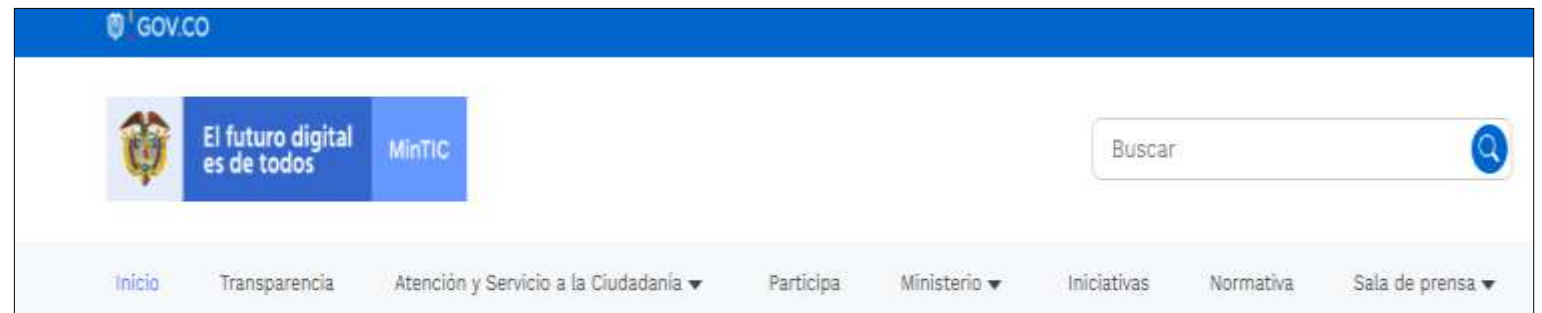 GOV.CO
El futuro digital
es de todos
MinTIC
Buscar
Inicio Transparencia Atención y Servicio a la Ciudadanía Participa Ministerio Iniciativas Normativa Sala de prensa